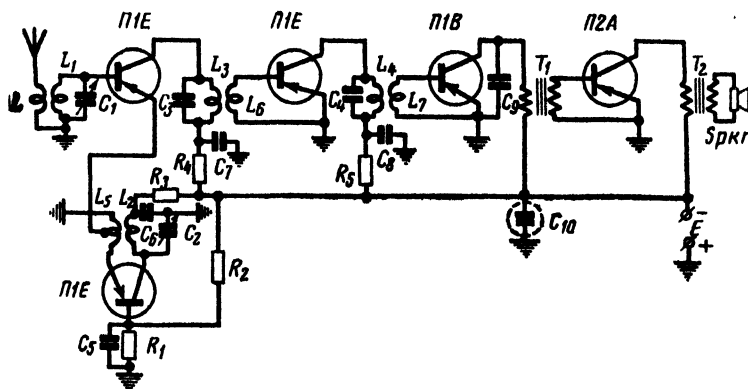 П1Е П1Е П1В П2А
L₁ L₃ L₄ T₁ T₂
C₁ C₃ L₆ C₄ L₇ C₉
Spkr
C₇ C₈
R₄ R₅
R₃
L₅ L₂
C₆ C₂ C₁₀ E − +
R₂
П1Е
C₅ R₁